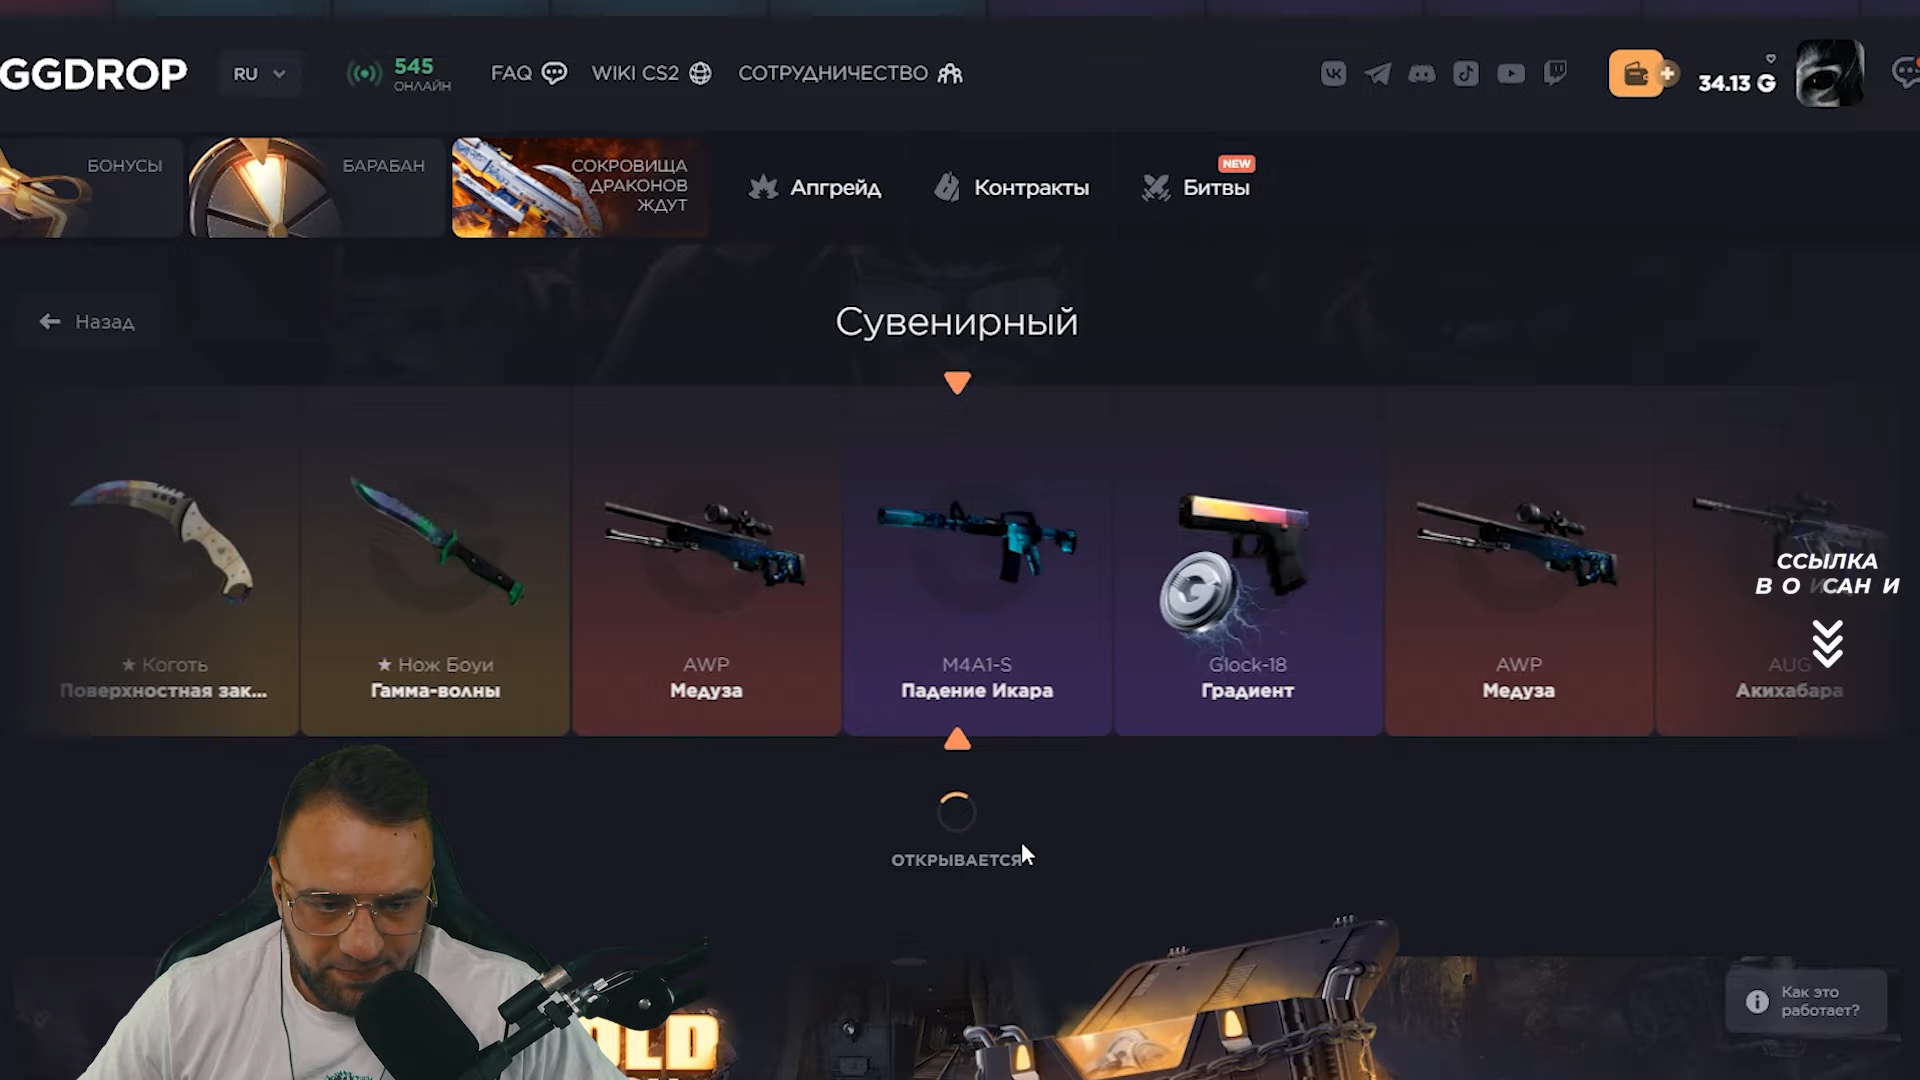 GGDROP
RU
545
ОНЛАЙН
FAQ
WIKI CS2
СОТРУДНИЧЕСТВО
34.13 G
БОНУСЫ
БАРАБАН
СОКРОВИЩА
ДРАКОНОВ
ЖДУТ
Апгрейд
Контракты
NEW
Битвы
Назад
Сувенирный
★ Коготь
Поверхностная зак...
★ Нож Боуи
Гамма-волны
AWP
Медуза
M4A1-S
Падение Икара
Glock-18
Градиент
AWP
Медуза
AUG
Акихабара
ССЫЛКА
ОТКРЫВАЕТСЯ
Как это
работает?